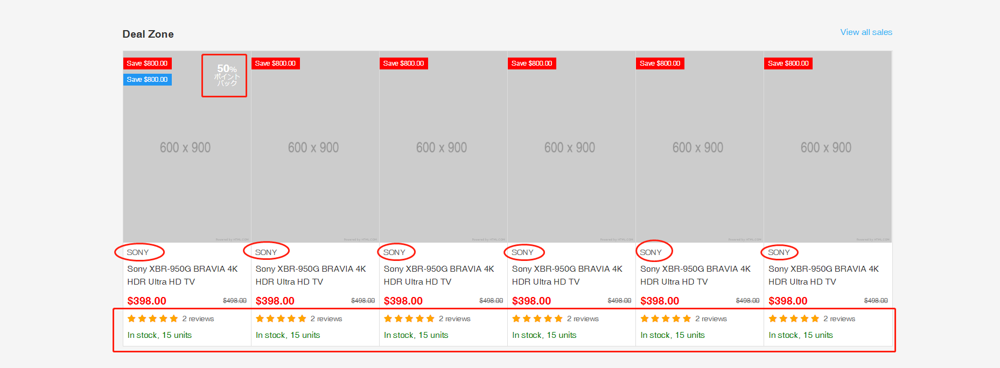 Deal Zone
View all sales
Save $800.00
Save $800.00
50%
ポイント
バック
600 x 900
Powered by HTML.COM
SONY
Sony XBR-950G BRAVIA 4K
HDR Ultra HD TV
$398.00 $498.00
2 reviews
In stock, 15 units
Save $800.00
600 x 900
Powered by HTML.COM
SONY
Sony XBR-950G BRAVIA 4K
HDR Ultra HD TV
$398.00 $498.00
2 reviews
In stock, 15 units
Save $800.00
600 x 900
Powered by HTML.COM
SONY
Sony XBR-950G BRAVIA 4K
HDR Ultra HD TV
$398.00 $498.00
2 reviews
In stock, 15 units
Save $800.00
600 x 900
Powered by HTML.COM
SONY
Sony XBR-950G BRAVIA 4K
HDR Ultra HD TV
$398.00 $498.00
2 reviews
In stock, 15 units
Save $800.00
600 x 900
Powered by HTML.COM
SONY
Sony XBR-950G BRAVIA 4K
HDR Ultra HD TV
$398.00 $498.00
2 reviews
In stock, 15 units
Save $800.00
600 x 900
Powered by HTML.COM
SONY
Sony XBR-950G BRAVIA 4K
HDR Ultra HD TV
$398.00 $498.00
2 reviews
In stock, 15 units